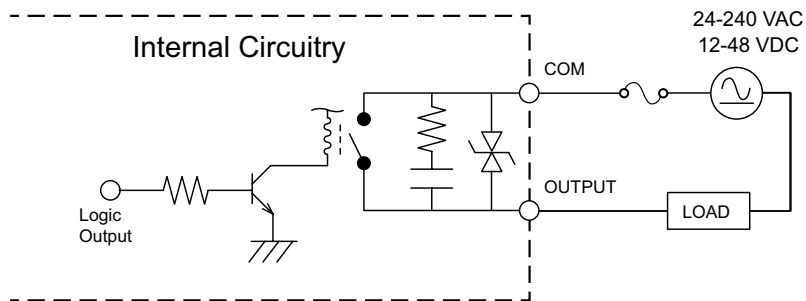 24-240 VAC
12-48 VDC
Internal Circuitry
COM
OUTPUT
Logic
Output
LOAD